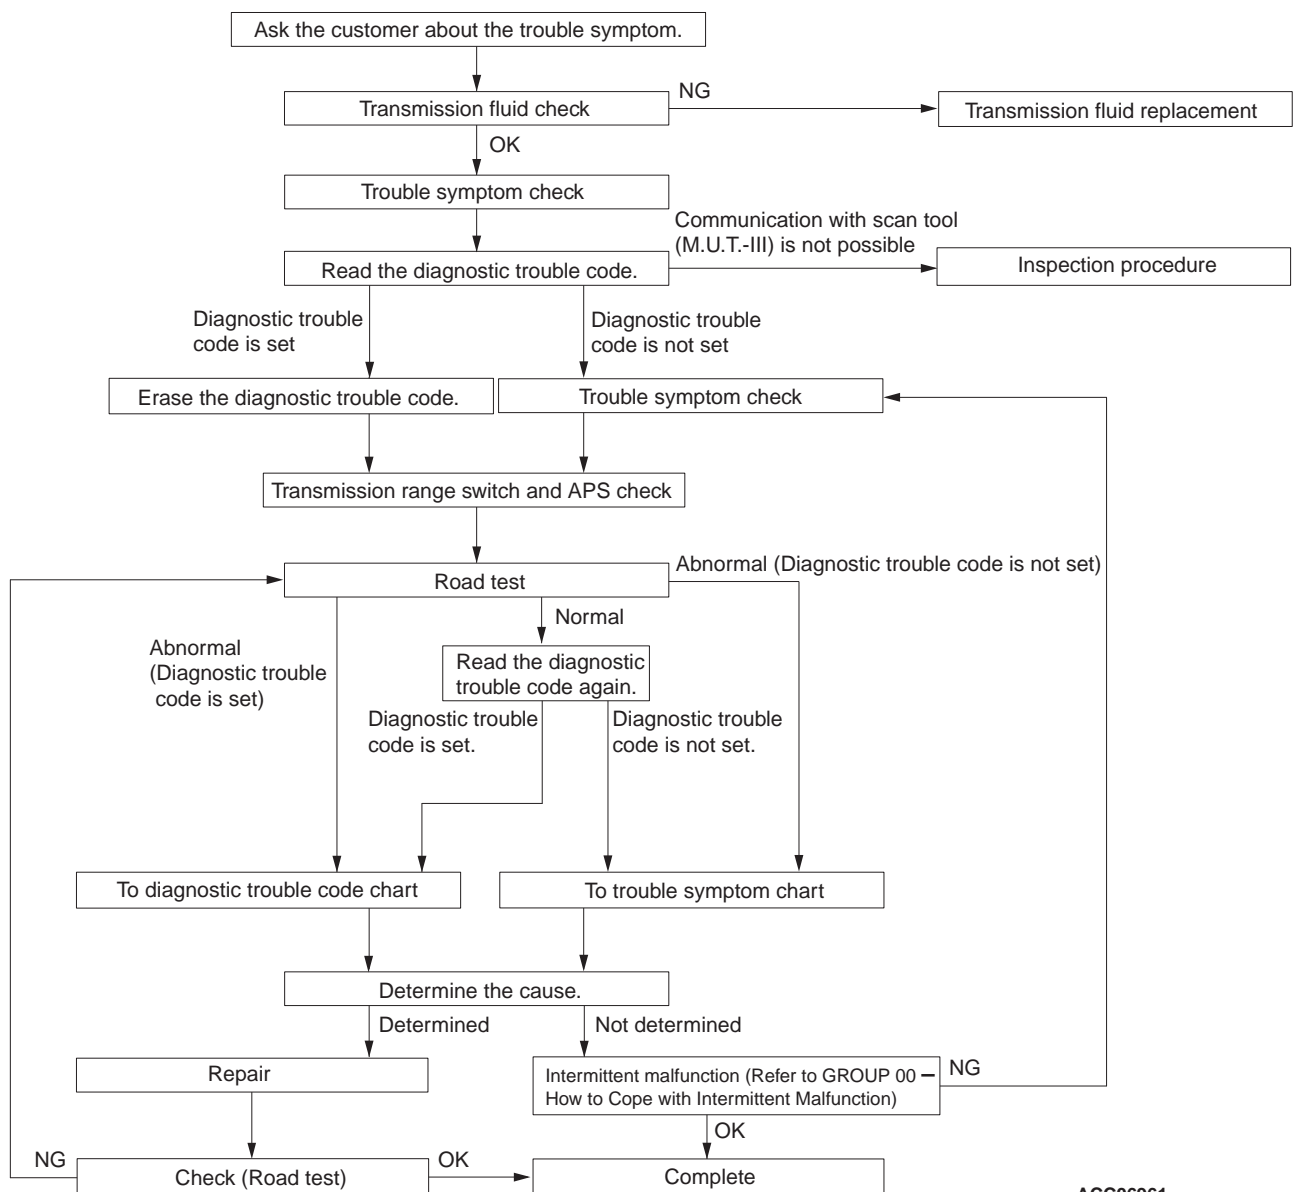 Ask the customer about the trouble symptom.
NG
Transmission fluid check
Transmission fluid replacement
OK
Trouble symptom check
Communication with scan tool
(M.U.T.-III) is not possible
Read the diagnostic trouble code.
Inspection procedure
Diagnostic trouble
code is set
Diagnostic trouble
code is not set
Erase the diagnostic trouble code.
Trouble symptom check
Transmission range switch and APS check
Abnormal (Diagnostic trouble code is not set)
Road test
Normal
Abnormal
(Diagnostic trouble
code is set)
Read the diagnostic
trouble code again.
Diagnostic trouble
code is set.
Diagnostic trouble
code is not set.
To diagnostic trouble code chart
To trouble symptom chart
Determine the cause.
Determined
Not determined
Repair
Intermittent malfunction (Refer to GROUP 00 –
How to Cope with Intermittent Malfunction)
NG
OK
NG
Check (Road test)
OK
Complete